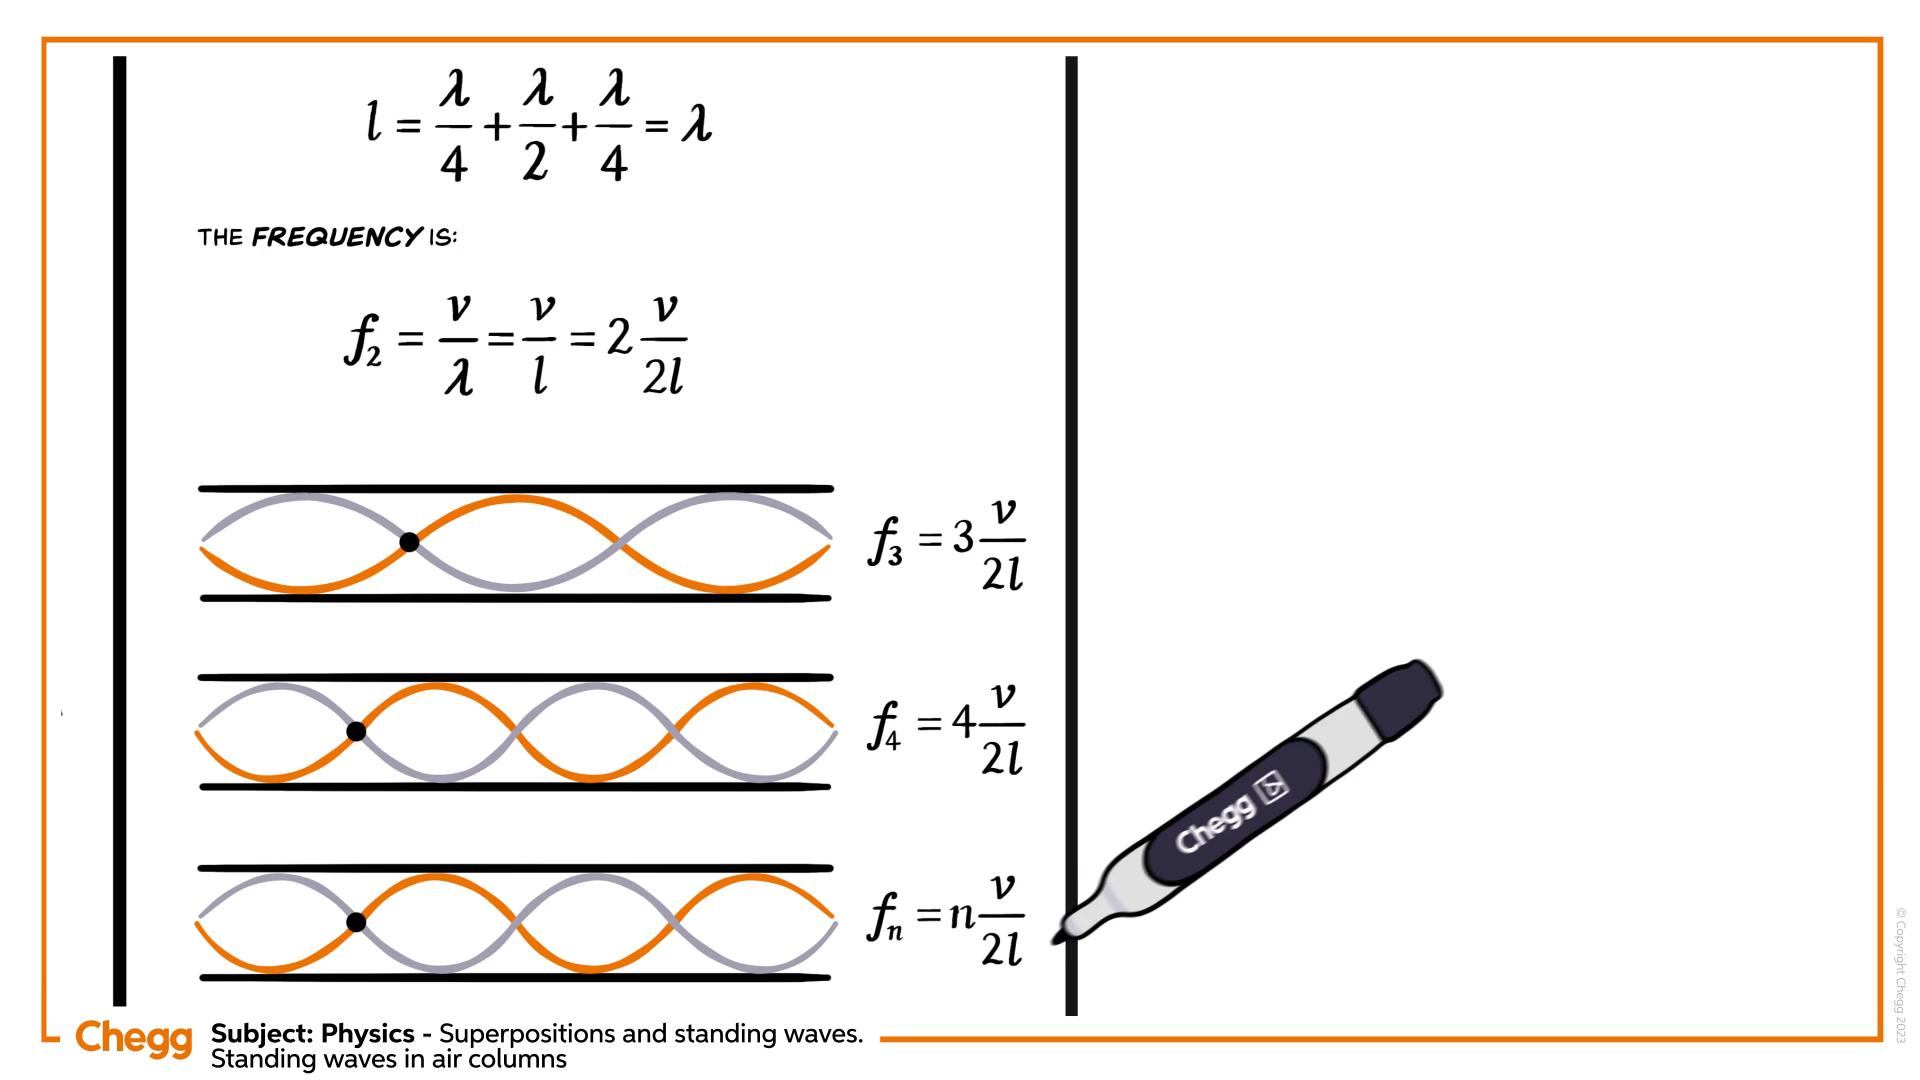 l = λ/4 + λ/2 + λ/4 = λ
THE FREQUENCY IS:
f₂ = v/λ = v/l = 2 v/2l
f₃ = 3 v/2l
f₄ = 4 v/2l
Chegg
fₙ = n v/2l
Chegg
Subject: Physics - Superpositions and standing waves.
Standing waves in air columns
© Copyright Chegg 2023